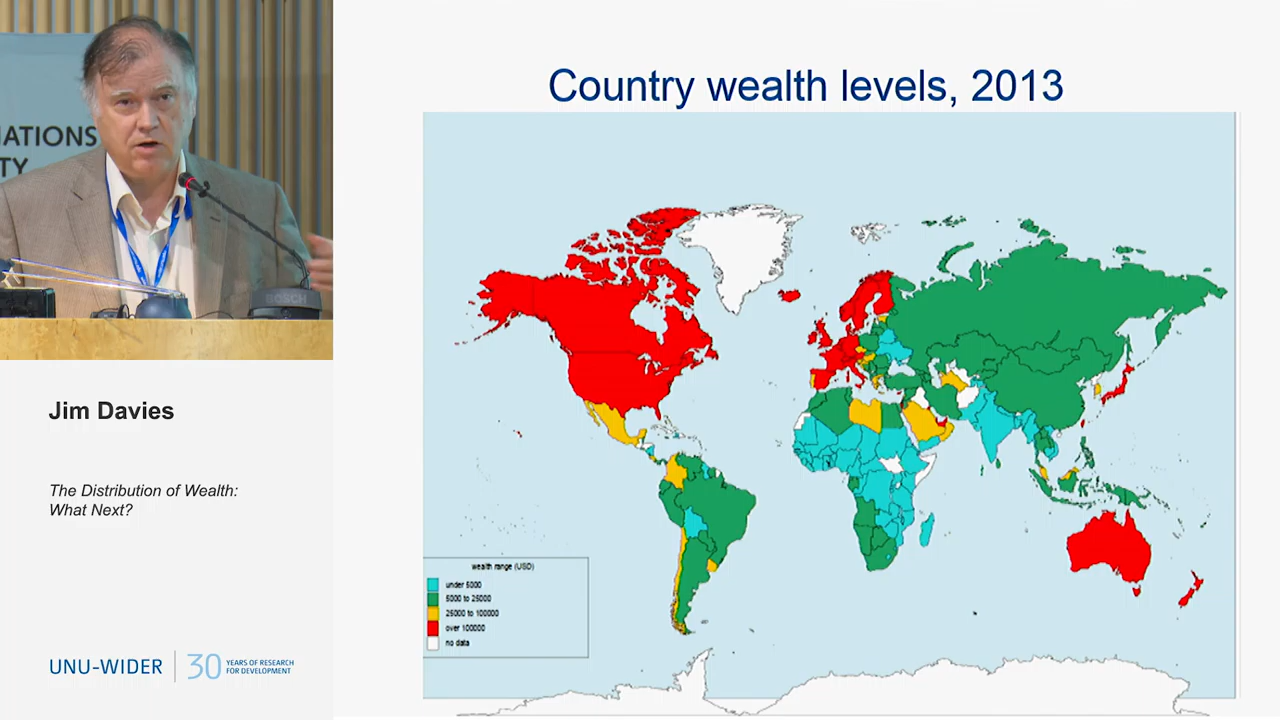 NATIONS
TY
BOSCH
Jim Davies
The Distribution of Wealth:
What Next?
UNU-WIDER
30 YEARS OF RESEARCH
FOR DEVELOPMENT
Country wealth levels, 2013
wealth range (USD)
under 5000
5000 to 25000
25000 to 100000
over 100000
no data